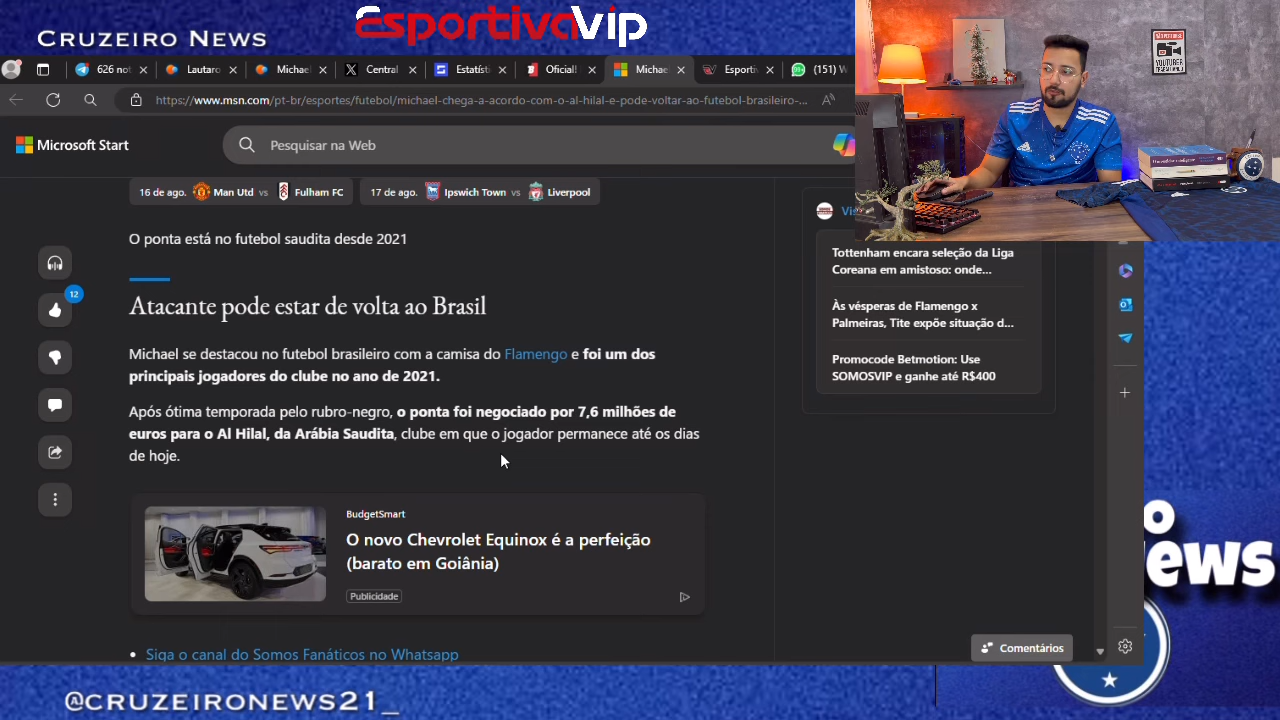 CRUZEIRO NEWS
EsportivaVip
626 not
Lautaro
Michael
Central
Estatísti
Oficial!
Michae
Esporti
(151) W
https://www.msn.com/pt-br/esportes/futebol/michael-chega-a-acordo-com-o-al-hilal-e-pode-voltar-ao-futebol-brasileiro-...
Microsoft Start
Pesquisar na Web
16 de ago. Man Utd vs Fulham FC
17 de ago. Ipswich Town vs Liverpool
O ponta está no futebol saudita desde 2021
12
Atacante pode estar de volta ao Brasil
Michael se destacou no futebol brasileiro com a camisa do Flamengo e foi um dos
principais jogadores do clube no ano de 2021.
Após ótima temporada pelo rubro-negro, o ponta foi negociado por 7,6 milhões de
euros para o Al Hilal, da Arábia Saudita, clube em que o jogador permanece até os dias
de hoje.
BudgetSmart
O novo Chevrolet Equinox é a perfeição
(barato em Goiânia)
Publicidade
Siga o canal do Somos Fanáticos no Whatsapp
Vis
Tottenham encara seleção da Liga
Coreana em amistoso: onde...
Às vésperas de Flamengo x
Palmeiras, Tite expõe situação d...
Promocode Betmotion: Use
SOMOSVIP e ganhe até R$400
Comentários
o
ews
@CRUZEIRONEWS21_